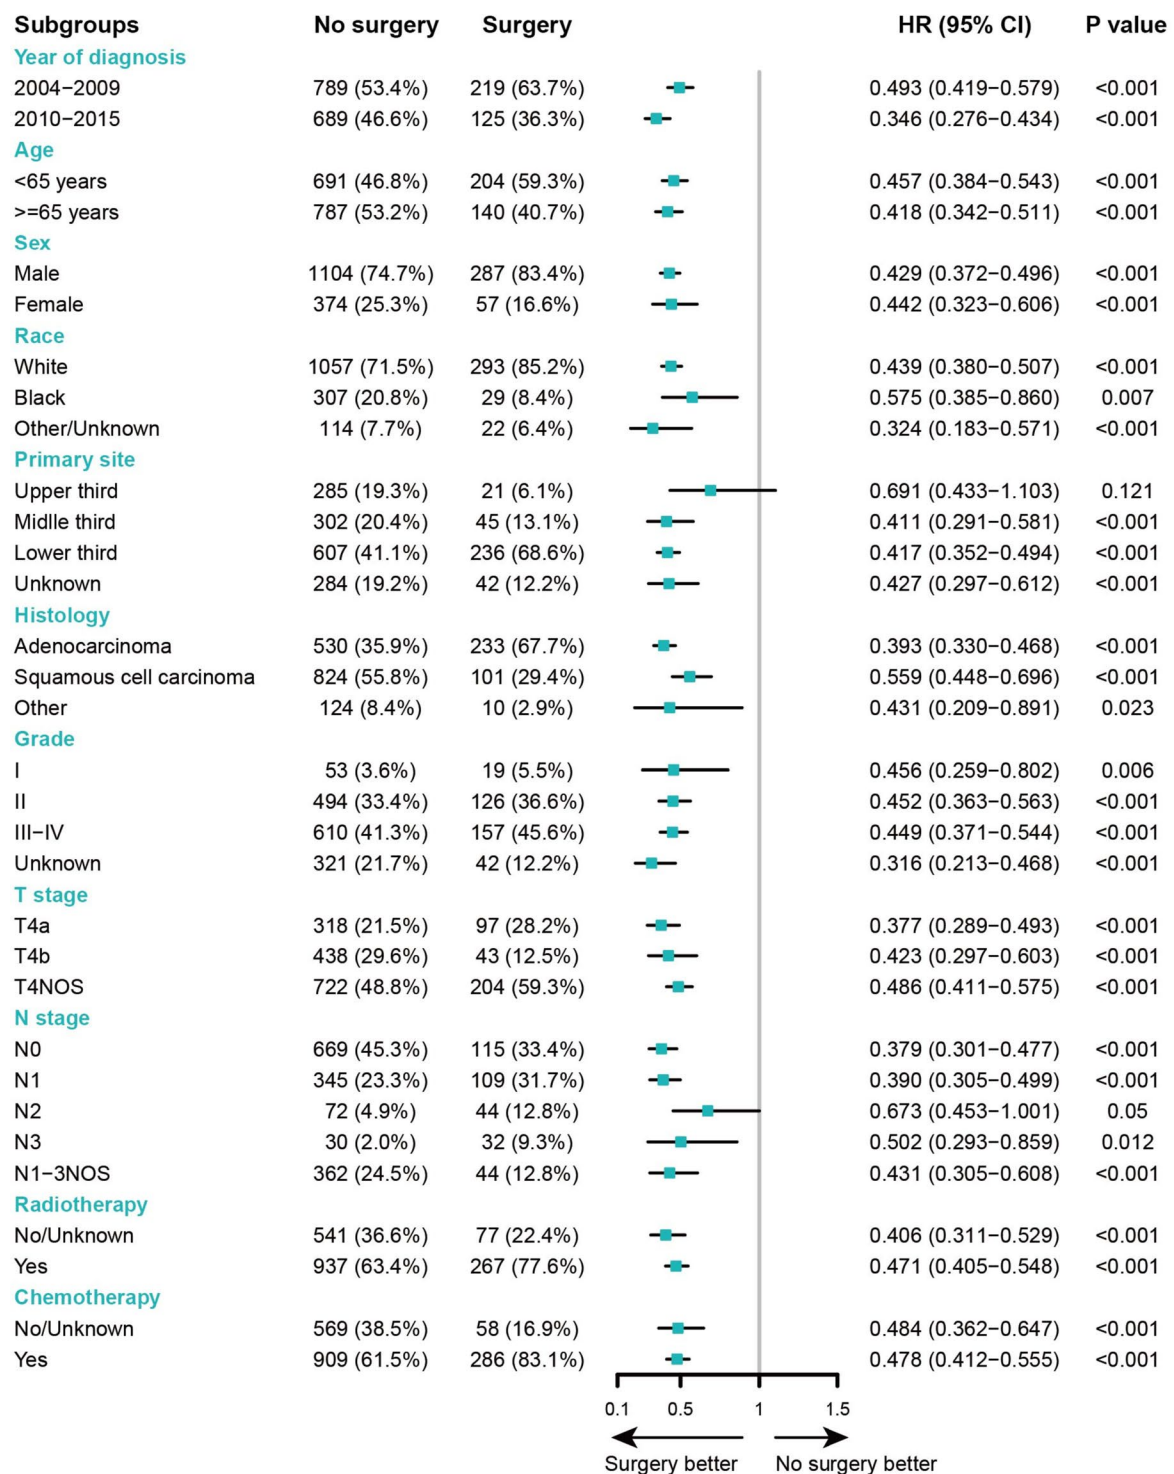 Subgroups No surgery Surgery HR (95% CI) P value
Year of diagnosis
2004−2009 789 (53.4%) 219 (63.7%) 0.493 (0.419−0.579) <0.001
2010−2015 689 (46.6%) 125 (36.3%) 0.346 (0.276−0.434) <0.001
Age
<65 years 691 (46.8%) 204 (59.3%) 0.457 (0.384−0.543) <0.001
>=65 years 787 (53.2%) 140 (40.7%) 0.418 (0.342−0.511) <0.001
Sex
Male 1104 (74.7%) 287 (83.4%) 0.429 (0.372−0.496) <0.001
Female 374 (25.3%) 57 (16.6%) 0.442 (0.323−0.606) <0.001
Race
White 1057 (71.5%) 293 (85.2%) 0.439 (0.380−0.507) <0.001
Black 307 (20.8%) 29 (8.4%) 0.575 (0.385−0.860) 0.007
Other/Unknown 114 (7.7%) 22 (6.4%) 0.324 (0.183−0.571) <0.001
Primary site
Upper third 285 (19.3%) 21 (6.1%) 0.691 (0.433−1.103) 0.121
Midlle third 302 (20.4%) 45 (13.1%) 0.411 (0.291−0.581) <0.001
Lower third 607 (41.1%) 236 (68.6%) 0.417 (0.352−0.494) <0.001
Unknown 284 (19.2%) 42 (12.2%) 0.427 (0.297−0.612) <0.001
Histology
Adenocarcinoma 530 (35.9%) 233 (67.7%) 0.393 (0.330−0.468) <0.001
Squamous cell carcinoma 824 (55.8%) 101 (29.4%) 0.559 (0.448−0.696) <0.001
Other 124 (8.4%) 10 (2.9%) 0.431 (0.209−0.891) 0.023
Grade
I 53 (3.6%) 19 (5.5%) 0.456 (0.259−0.802) 0.006
II 494 (33.4%) 126 (36.6%) 0.452 (0.363−0.563) <0.001
III−IV 610 (41.3%) 157 (45.6%) 0.449 (0.371−0.544) <0.001
Unknown 321 (21.7%) 42 (12.2%) 0.316 (0.213−0.468) <0.001
T stage
T4a 318 (21.5%) 97 (28.2%) 0.377 (0.289−0.493) <0.001
T4b 438 (29.6%) 43 (12.5%) 0.423 (0.297−0.603) <0.001
T4NOS 722 (48.8%) 204 (59.3%) 0.486 (0.411−0.575) <0.001
N stage
N0 669 (45.3%) 115 (33.4%) 0.379 (0.301−0.477) <0.001
N1 345 (23.3%) 109 (31.7%) 0.390 (0.305−0.499) <0.001
N2 72 (4.9%) 44 (12.8%) 0.673 (0.453−1.001) 0.05
N3 30 (2.0%) 32 (9.3%) 0.502 (0.293−0.859) 0.012
N1−3NOS 362 (24.5%) 44 (12.8%) 0.431 (0.305−0.608) <0.001
Radiotherapy
No/Unknown 541 (36.6%) 77 (22.4%) 0.406 (0.311−0.529) <0.001
Yes 937 (63.4%) 267 (77.6%) 0.471 (0.405−0.548) <0.001
Chemotherapy
No/Unknown 569 (38.5%) 58 (16.9%) 0.484 (0.362−0.647) <0.001
Yes 909 (61.5%) 286 (83.1%) 0.478 (0.412−0.555) <0.001
0.1 0.5 1 1.5
Surgery better No surgery better